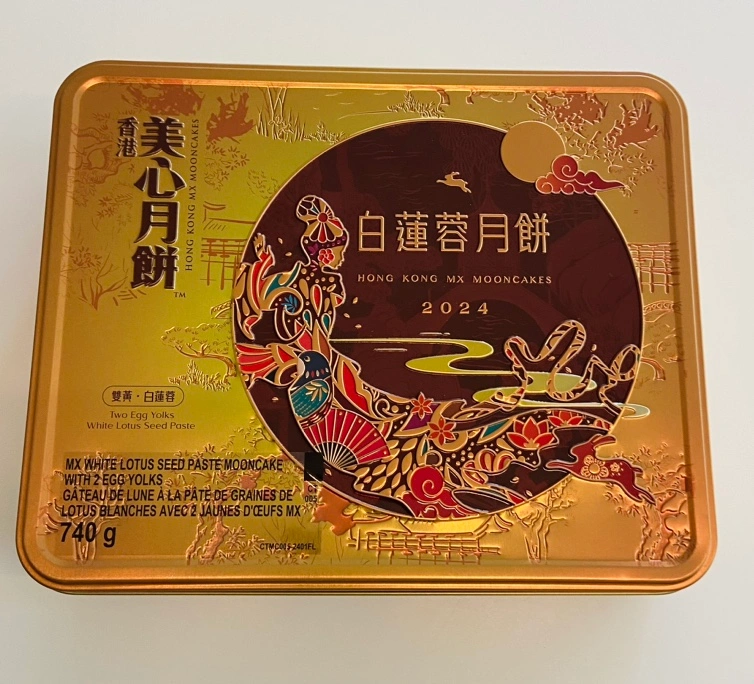 香港
美心月餅
HONG KONG MX MOONCAKES
TM
白蓮蓉月餅
HONG KONG MX MOONCAKES
2024
雙黃·白蓮蓉
Two Egg Yolks
White Lotus Seed Paste
MX WHITE LOTUS SEED PASTE MOONCAKE
WITH 2 EGG YOLKS
GÂTEAU DE LUNE À LA PÂTE DE GRAINES DE
LOTUS BLANCHES AVEC 2 JAUNES D'ŒUFS MX
740 g
CTMC005-2401FL